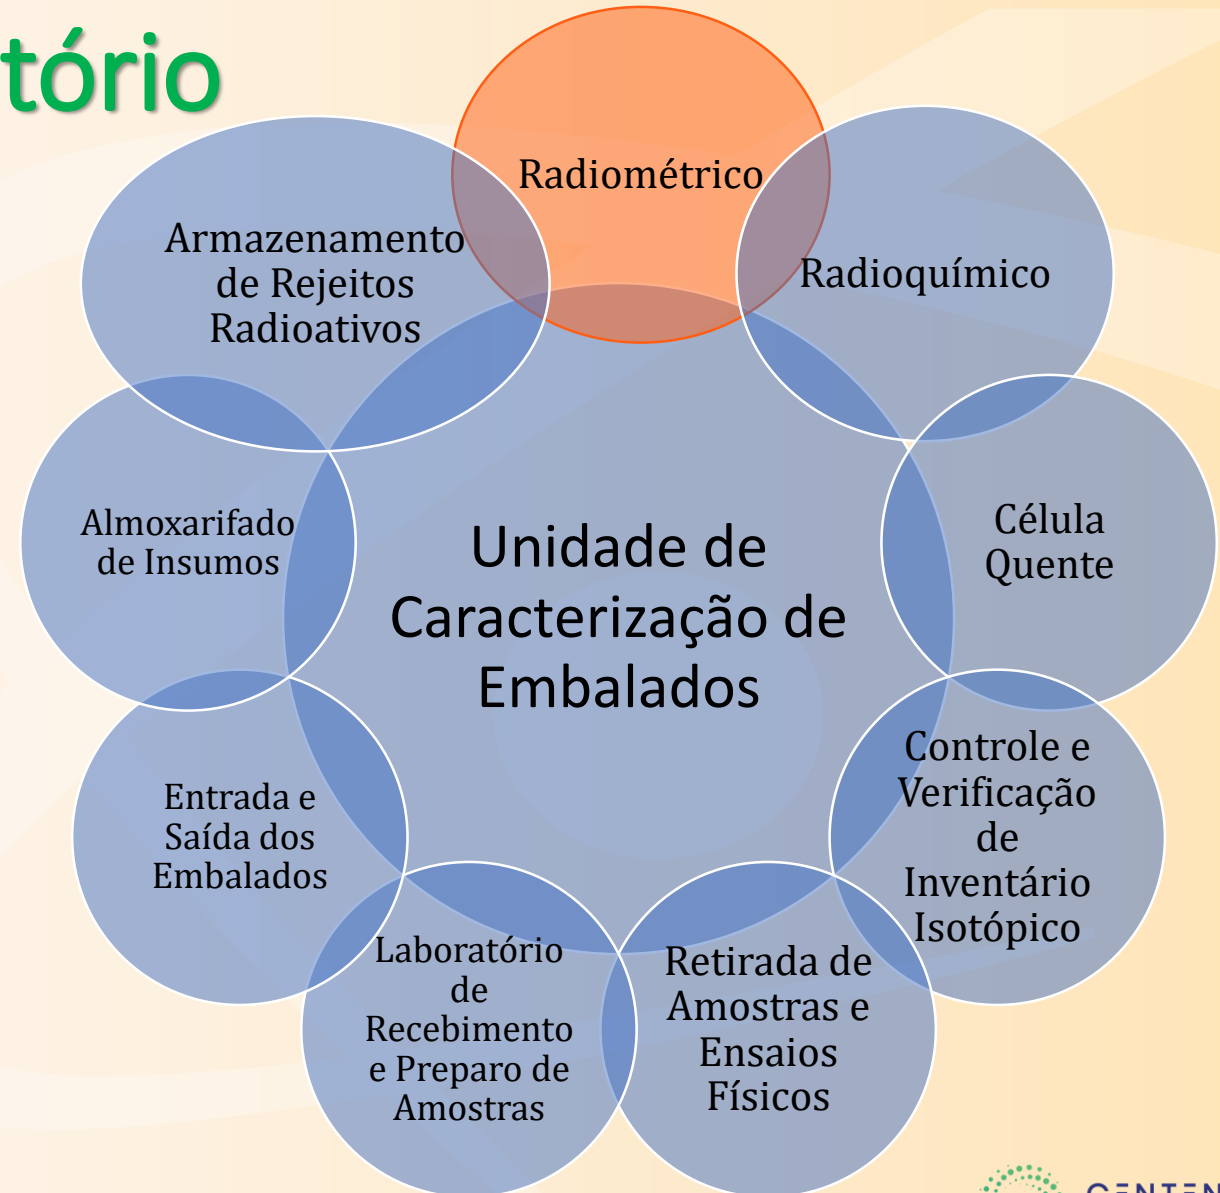 tório
Radiométrico
Radioquímico
Célula
Quente
Controle e
Verificação
de
Inventário
Isotópico
Retirada de
Amostras e
Ensaios
Físicos
Laboratório
de
Recebimento
e Preparo de
Amostras
Entrada e
Saída dos
Embalados
Almoxarifado
de Insumos
Armazenamento
de Rejeitos
Radioativos
Unidade de
Caracterização de
Embalados